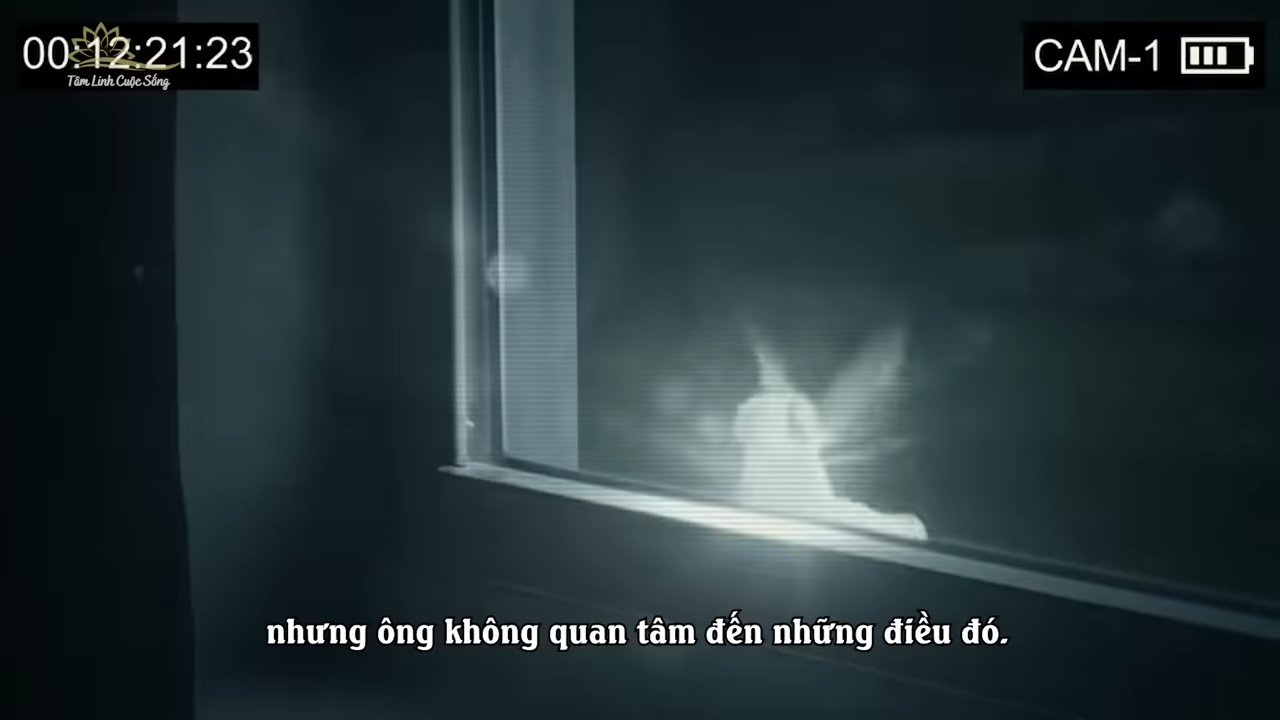 00:12:21:23
Tâm Linh Cuộc Sống
CAM-1
nhưng ông không quan tâm đến những điều đó.